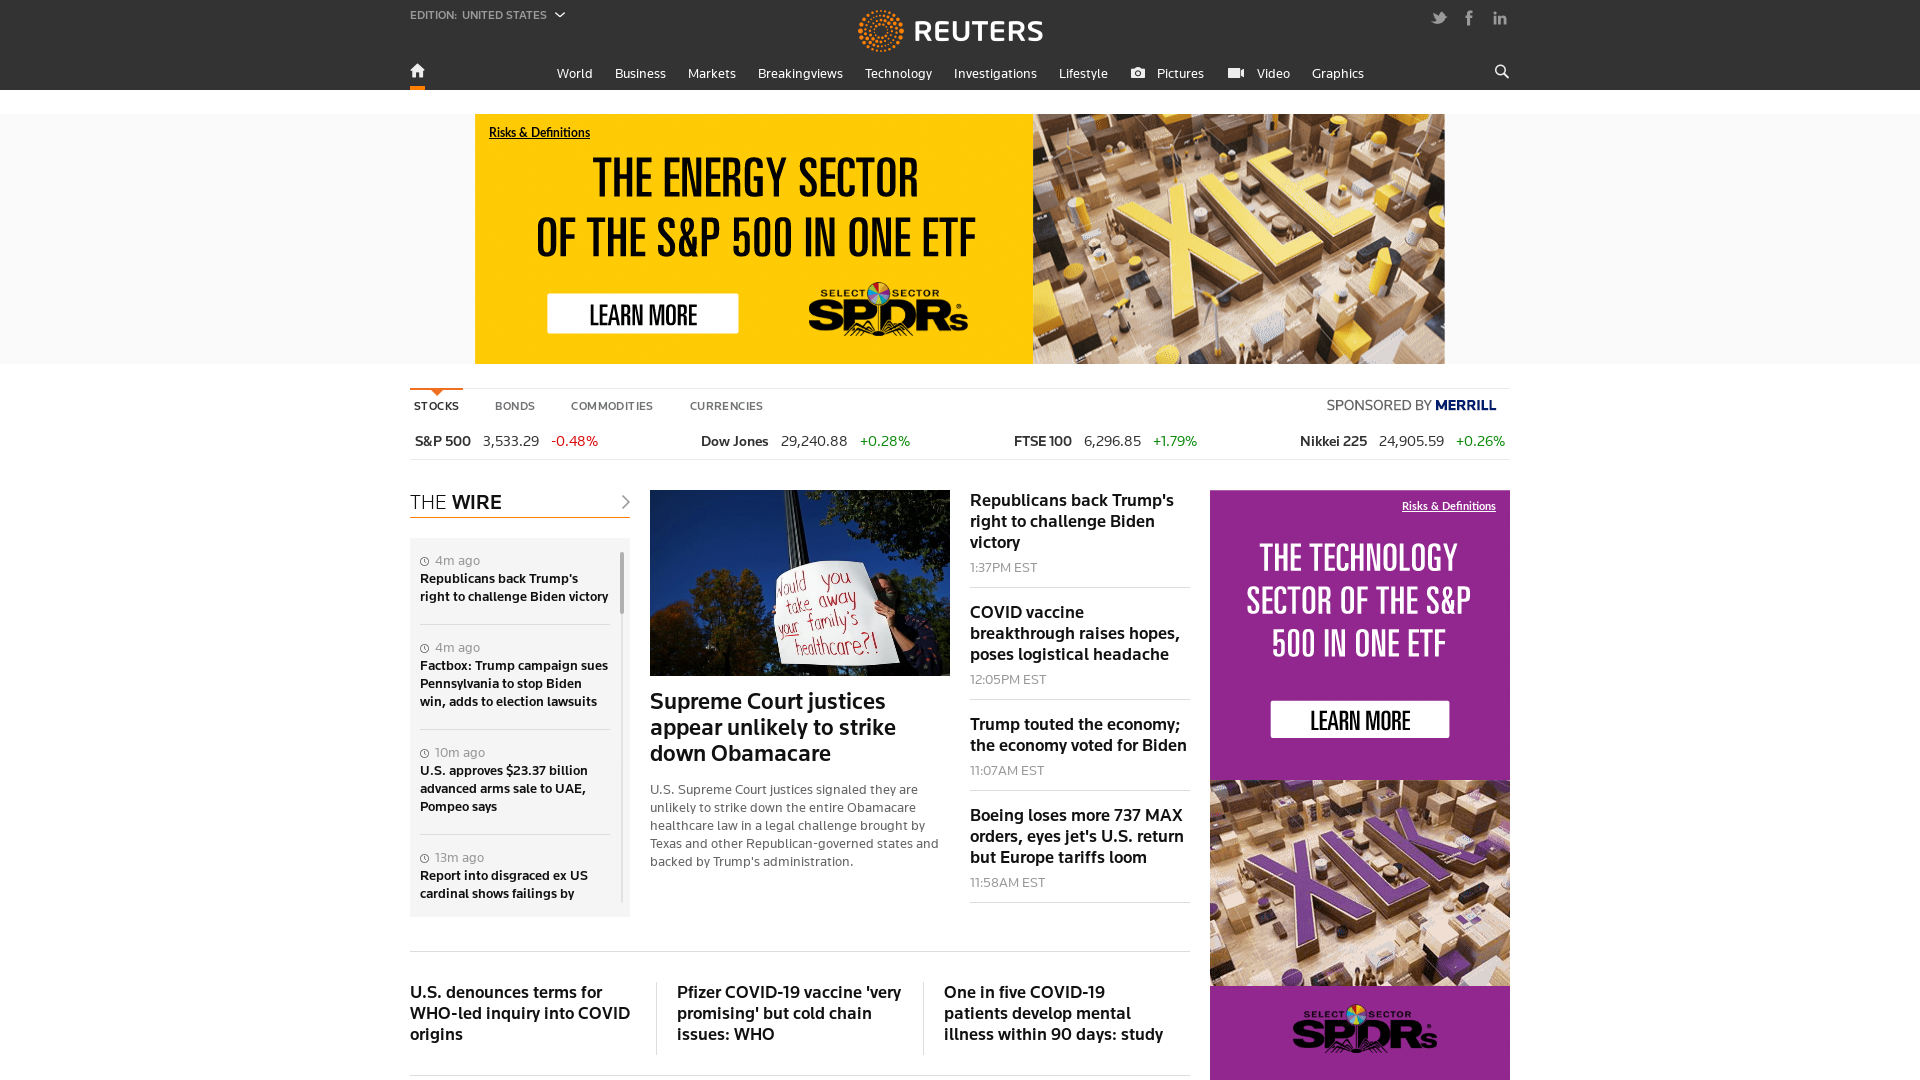 EDITION: UNITED STATES
REUTERS
World Business Markets Breakingviews Technology Investigations Lifestyle Pictures Video Graphics
Risks & Definitions
THE ENERGY SECTOR
OF THE S&P 500 IN ONE ETF
LEARN MORE
SELECT SECTOR
SPDRs
XLE
STOCKS BONDS COMMODITIES CURRENCIES
SPONSORED BY MERRILL
S&P 500 3,533.29 -0.48% Dow Jones 29,240.88 +0.28% FTSE 100 6,296.85 +1.79% Nikkei 225 24,905.59 +0.26%
THE WIRE
4m ago
Republicans back Trump's
right to challenge Biden victory
4m ago
Factbox: Trump campaign sues
Pennsylvania to stop Biden
win, adds to election lawsuits
10m ago
U.S. approves $23.37 billion
advanced arms sale to UAE,
Pompeo says
13m ago
Report into disgraced ex US
cardinal shows failings by
Would you
take away
your family's
healthcare?!
Supreme Court justices
appear unlikely to strike
down Obamacare
U.S. Supreme Court justices signaled they are
unlikely to strike down the entire Obamacare
healthcare law in a legal challenge brought by
Texas and other Republican-governed states and
backed by Trump's administration.
Republicans back Trump's
right to challenge Biden
victory
1:37PM EST
COVID vaccine
breakthrough raises hopes,
poses logistical headache
12:05PM EST
Trump touted the economy;
the economy voted for Biden
11:07AM EST
Boeing loses more 737 MAX
orders, eyes jet's U.S. return
but Europe tariffs loom
11:58AM EST
Risks & Definitions
THE TECHNOLOGY
SECTOR OF THE S&P
500 IN ONE ETF
LEARN MORE
XLK
SELECT SECTOR
SPDRs
U.S. denounces terms for
WHO-led inquiry into COVID
origins
Pfizer COVID-19 vaccine 'very
promising' but cold chain
issues: WHO
One in five COVID-19
patients develop mental
illness within 90 days: study